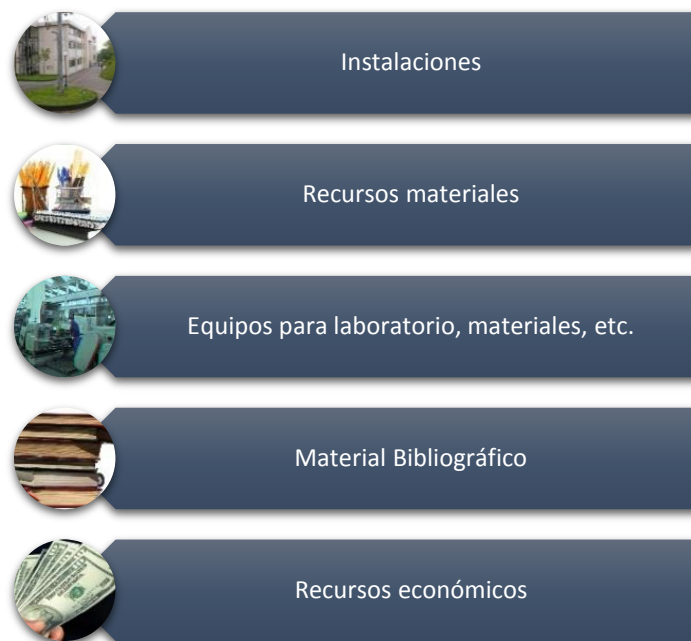 Instalaciones
Recursos materiales
Equipos para laboratorio, materiales, etc.
Material Bibliográfico
Recursos económicos